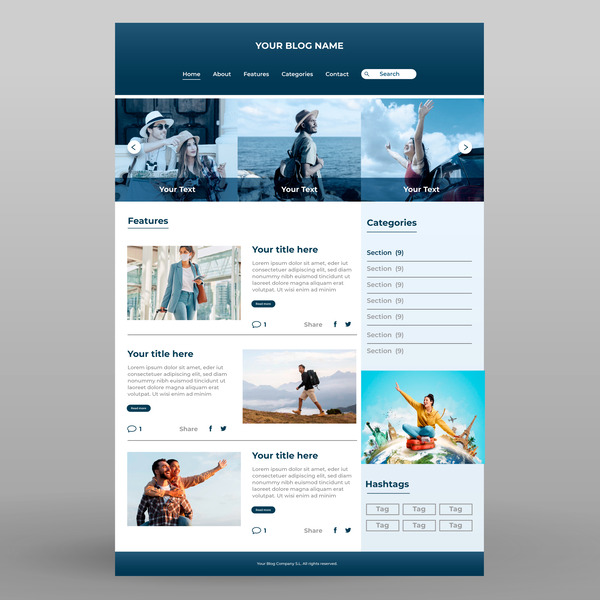 YOUR BLOG NAME
Home About Features Categories Contact Search
Your Text Your Text Your Text
Features
Your title here
Lorem ipsum dolor sit amet,
consectetuer adipiscing elit, sed diam
nonummy nibh euismod tincidunt ut
laoreet dolore magna aliquam erat
volutpat. Ut wisi enim ad minim
Read more
1 Share
Your title here
Lorem ipsum dolor sit amet,
consectetuer adipiscing elit, sed diam
nonummy nibh euismod tincidunt ut
laoreet dolore magna aliquam erat
volutpat. Ut wisi enim ad minim
Read more
1 Share
Your title here
Lorem ipsum dolor sit amet,
consectetuer adipiscing elit, sed diam
nonummy nibh euismod tincidunt ut
laoreet dolore magna aliquam erat
volutpat. Ut wisi enim ad minim
Read more
1 Share
Categories
Section (9)
Section (9)
Section (9)
Section (9)
Section (9)
Section (9)
Section (9)
Hashtags
Tag Tag Tag
Tag Tag Tag
Your Blog Company S.L. All rights reserved.